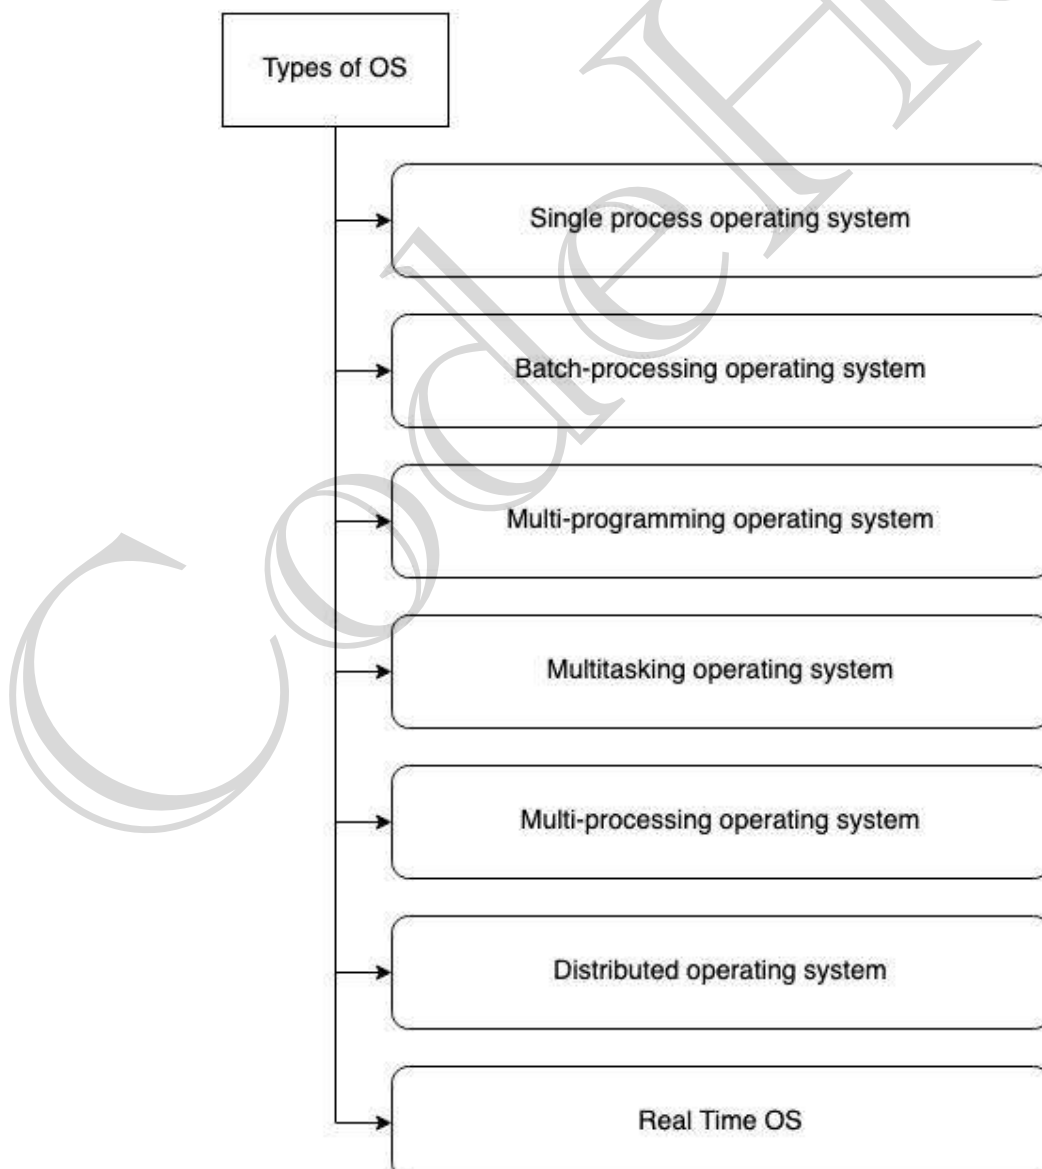 Types of OS
Single process operating system
Batch-processing operating system
Multi-programming operating system
Multitasking operating system
Multi-processing operating system
Distributed operating system
Real Time OS